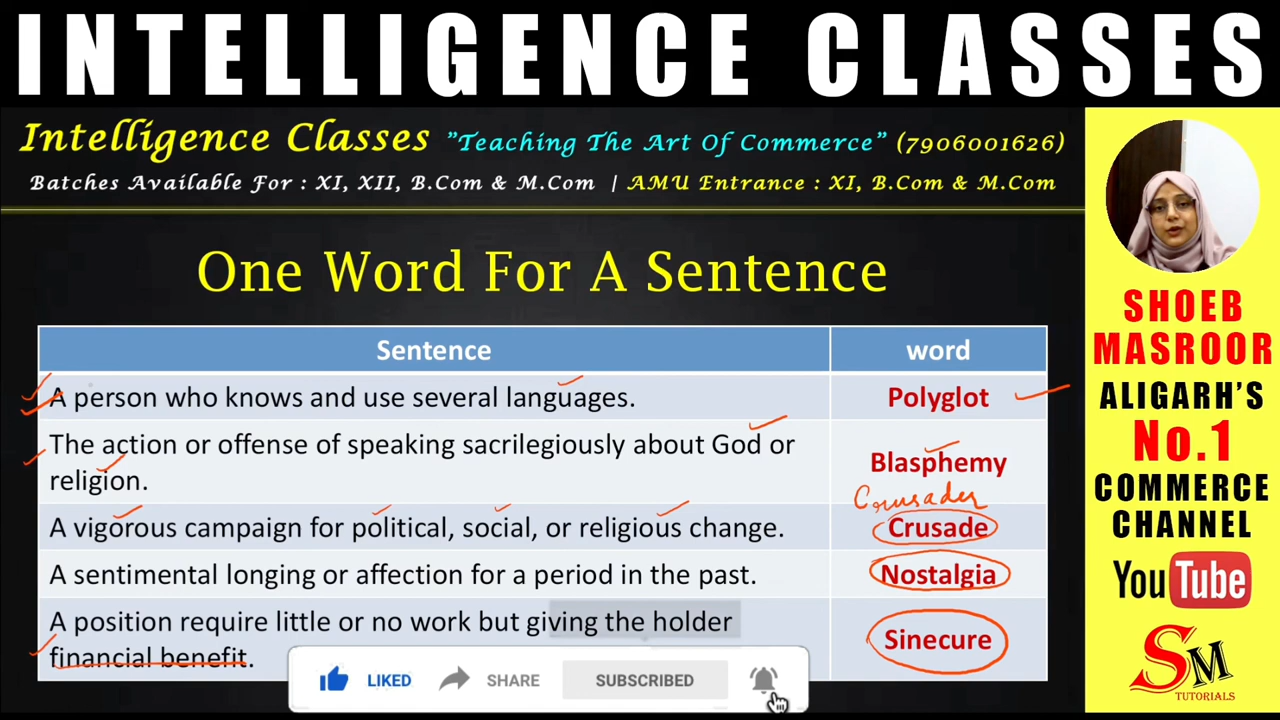 INTELLIGENCE CLASSES
Intelligence Classes "Teaching The Art Of Commerce" (7906001626)
Batches Available For : XI, XII, B.Com & M.Com | AMU Entrance : XI, B.Com & M.Com
One Word For A Sentence
Sentence word
A person who knows and use several languages. Polyglot
The action or offense of speaking sacrilegiously about God or
religion. Blasphemy
Crusader
A vigorous campaign for political, social, or religious change. Crusade
A sentimental longing or affection for a period in the past. Nostalgia
A position require little or no work but giving the holder
financial benefit. Sinecure
LIKED SHARE SUBSCRIBED
SHOEB
MASROOR
ALIGARH'S
No.1
COMMERCE
CHANNEL
YouTube
SM
TUTORIALS